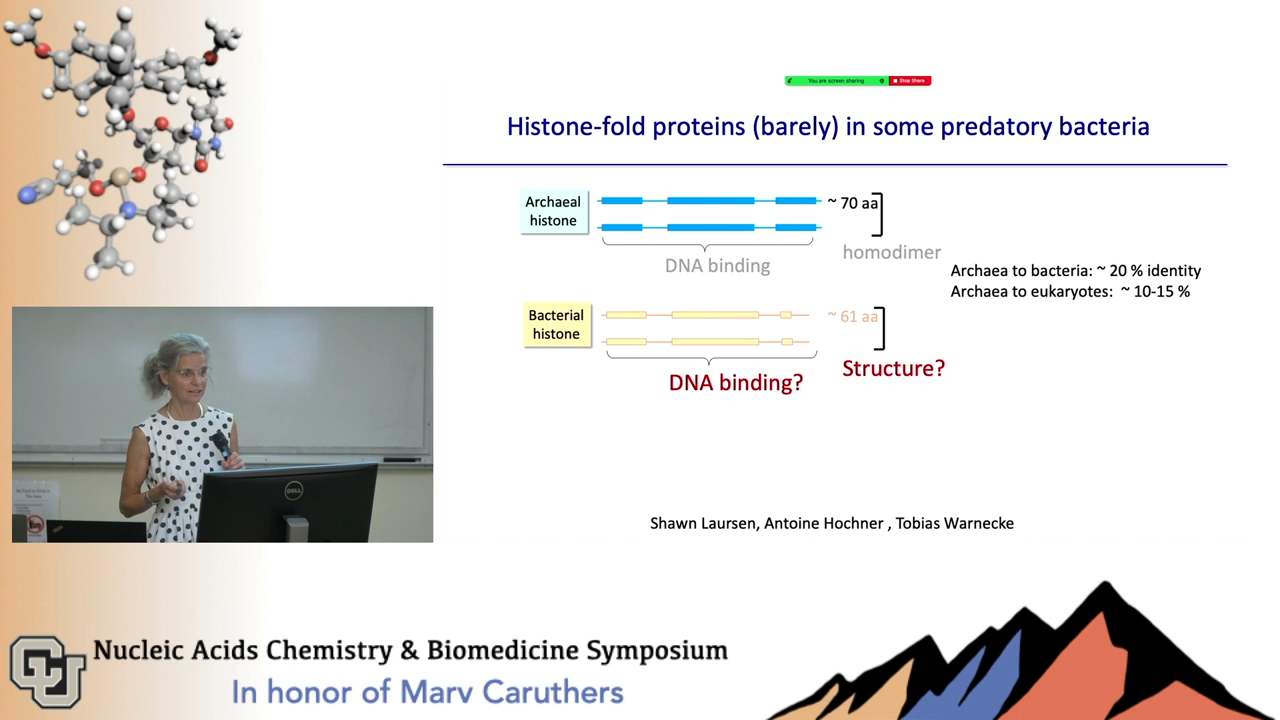 You are screen sharing
Stop Share
Histone-fold proteins (barely) in some predatory bacteria
Archaeal
histone
~ 70 aa
DNA binding
homodimer
Archaea to bacteria: ~ 20 % identity
Archaea to eukaryotes: ~ 10-15 %
Bacterial
histone
~ 61 aa
DNA binding?
Structure?
Shawn Laursen, Antoine Hochner , Tobias Warnecke
DELL
CU
Nucleic Acids Chemistry & Biomedicine Symposium
In honor of Marv Caruthers